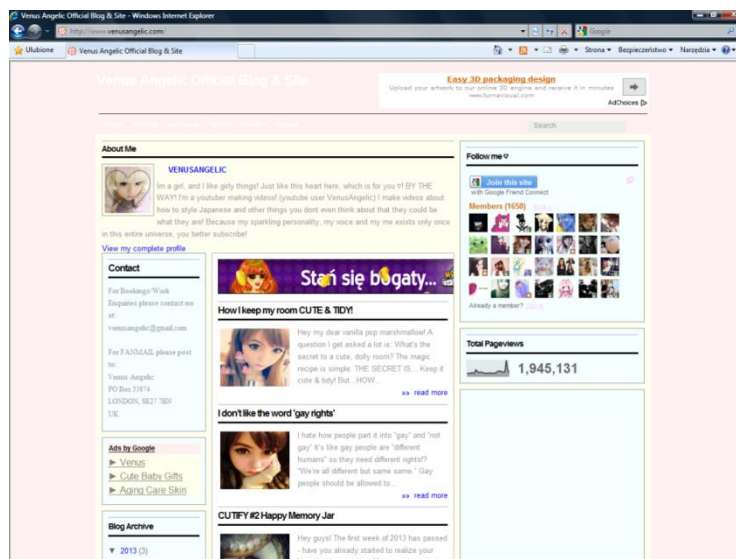 Venus Angelic Official Blog & Site - Windows Internet Explorer
http://www.venusangelic.com/
Google
Ulubione
Venus Angelic Official Blog & Site
Strona
Bezpieczeństwo
Narzędzia
Venus Angelic Official Blog & Site
Easy 3D packaging design
Upload your artwork to our online 3D engine and receive it in minutes
AdChoices
Search
About Me
VENUSANGELIC
Im a girl, and I like girly things! Just like this heart here, which is for you ♥! BY THE
WAY! I'm a youtuber making videos! (youtube user VenusAngelic) I make videos about
how to style Japanese and other things you dont even think about that they could be
what they are! Because my sparkling personality, my voice and my me exists only once
in this entire universe, you better subscribe!
View my complete profile
Contact
For Bookings/Work
Enquiries please contact me
at:
venusangelic@gmail.com
For FANMAIL please post
to:
Venus Angelic
PO Box 53874
LONDON, SE27 7BN
UK
Ads by Google
► Venus
► Cute Baby Gifts
► Aging Care Skin
Blog Archive
▼ 2013 (3)
Stań się bogaty...
How I keep my room CUTE & TIDY!
Hey my dear vanilla pop marshmallow! A
question I get asked a lot is: What's the
secret to a cute, dolly room? The magic
recipe is simple: THE SECRET IS... Keep it
cute & tidy! But...HOW...
»» read more
I don't like the word 'gay rights'
I hate how people part it into "gay" and "not
gay" It's like gay people are "different
humans" so they need different rights!?
"We're all different but same same." Gay
people should be allowed to...
»» read more
CUTIFY #2 Happy Memory Jar
Hey guys! The first week of 2013 has passed
- have you already started to realize your
Follow me ♡
Join this site
with Google Friend Connect
Members (1658)
Already a member?
Total Pageviews
1,945,131